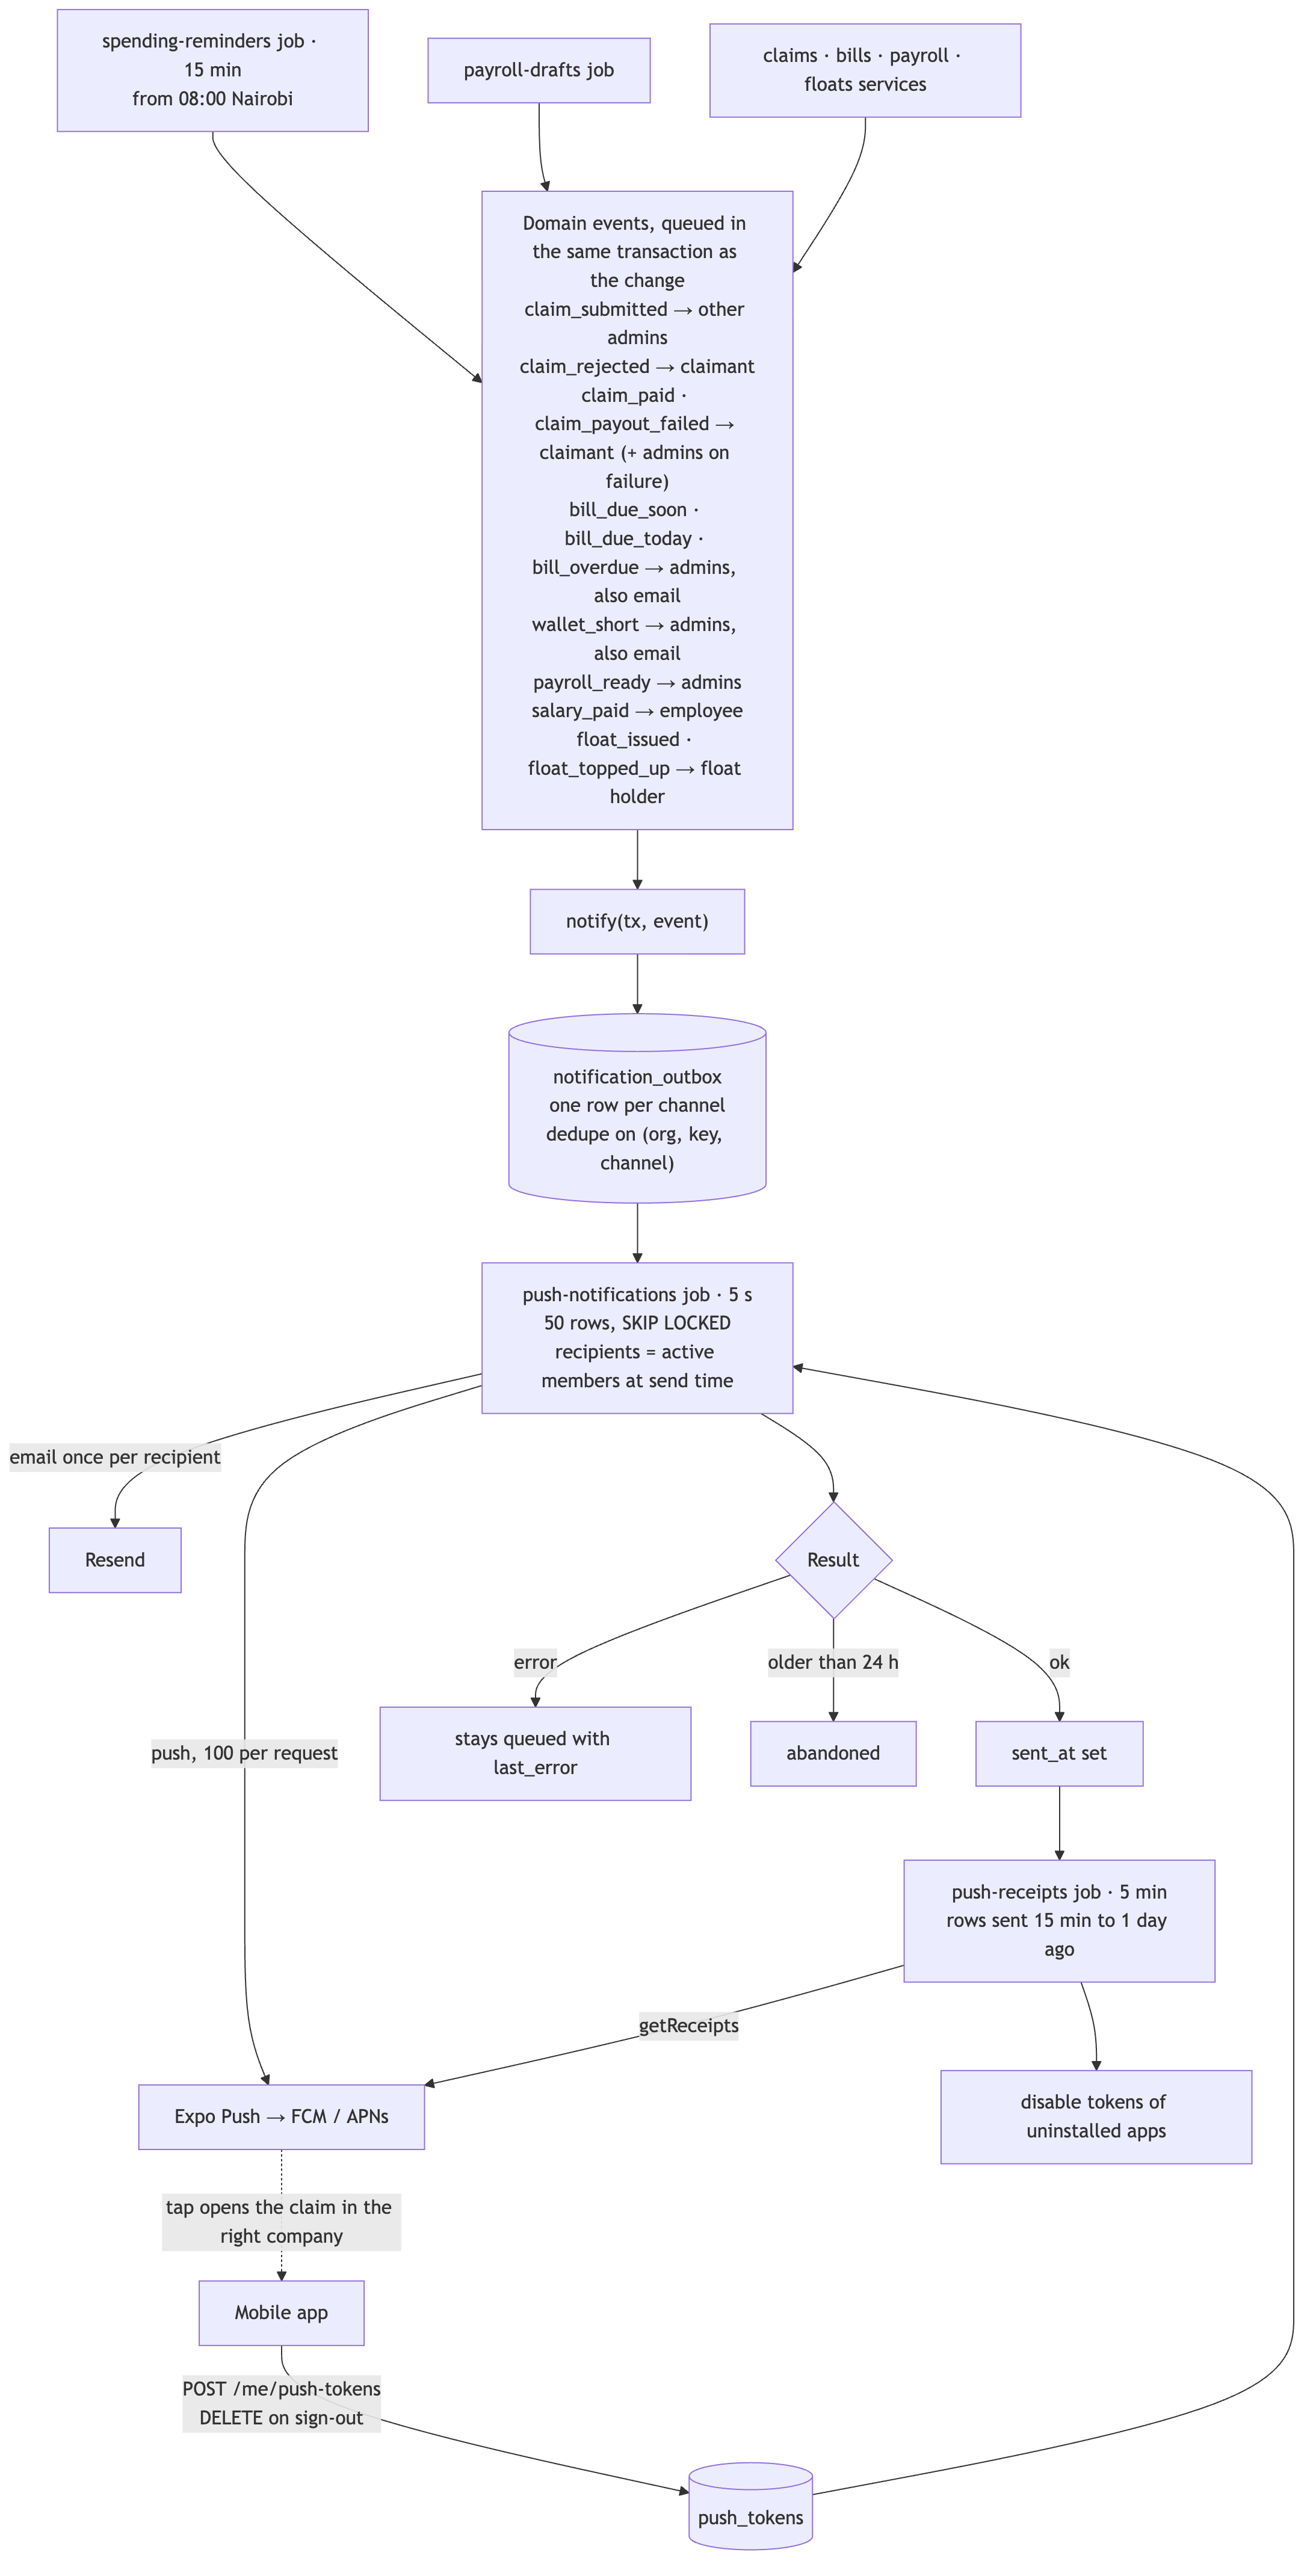 spending-reminders job ·
15 min
from 08:00 Nairobi
payroll-drafts job
claims · bills · payroll ·
floats services
Domain events, queued in
the same transaction as
the change
claim_submitted → other
admins
claim_rejected → claimant
claim_paid ·
claim_payout_failed →
claimant (+ admins on
failure)
bill_due_soon ·
bill_due_today ·
bill_overdue → admins,
also email
wallet_short → admins,
also email
payroll_ready → admins
salary_paid → employee
float_issued ·
float_topped_up → float
holder
notify(tx, event)
notification_outbox
one row per channel
dedupe on (org, key,
channel)
push-notifications job · 5 s
50 rows, SKIP LOCKED
recipients = active
members at send time
email once per recipient
Resend
Result
error
older than 24 h
ok
push, 100 per request
stays queued with
last_error
abandoned
sent_at set
push-receipts job · 5 min
rows sent 15 min to 1 day
ago
getReceipts
Expo Push → FCM / APNs
disable tokens of
uninstalled apps
tap opens the claim in the
right company
Mobile app
POST /me/push-tokens
DELETE on sign-out
push_tokens